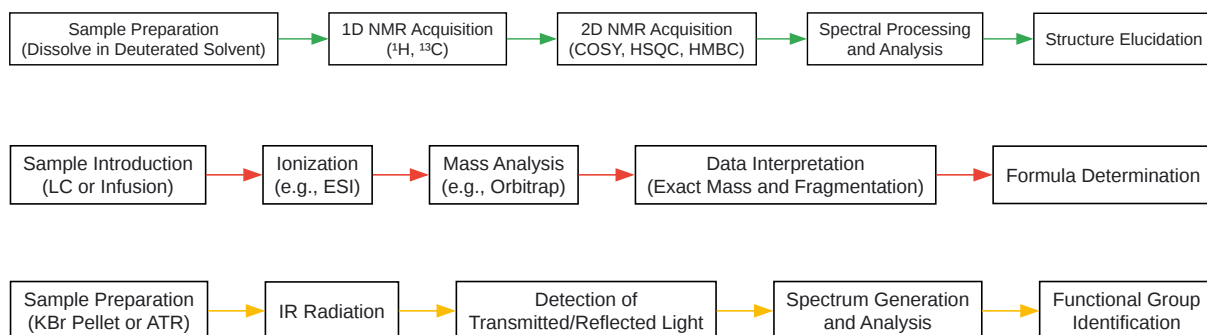 Sample Preparation
(Dissolve in Deuterated Solvent)
1D NMR Acquisition
(¹H, ¹³C)
2D NMR Acquisition
(COSY, HSQC, HMBC)
Spectral Processing
and Analysis
Structure Elucidation
Sample Introduction
(LC or Infusion)
Ionization
(e.g., ESI)
Mass Analysis
(e.g., Orbitrap)
Data Interpretation
(Exact Mass and Fragmentation)
Formula Determination
Sample Preparation
(KBr Pellet or ATR)
IR Radiation
Detection of
Transmitted/Reflected Light
Spectrum Generation
and Analysis
Functional Group
Identification